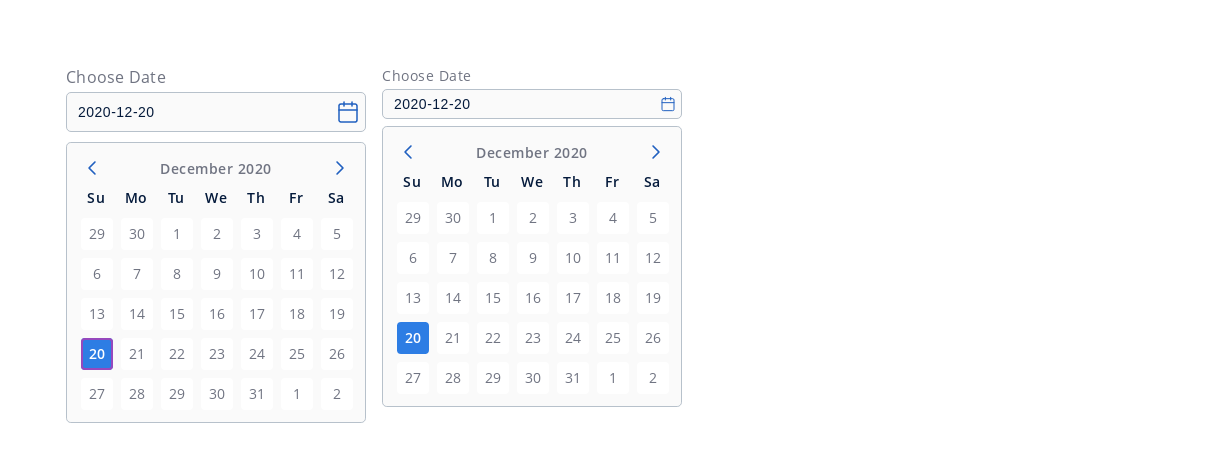 Choose Date
2020-12-20
December 2020
Su Mo Tu We Th Fr Sa
29 30 1 2 3 4 5
6 7 8 9 10 11 12
13 14 15 16 17 18 19
20 21 22 23 24 25 26
27 28 29 30 31 1 2
Choose Date
2020-12-20
December 2020
Su Mo Tu We Th Fr Sa
29 30 1 2 3 4 5
6 7 8 9 10 11 12
13 14 15 16 17 18 19
20 21 22 23 24 25 26
27 28 29 30 31 1 2